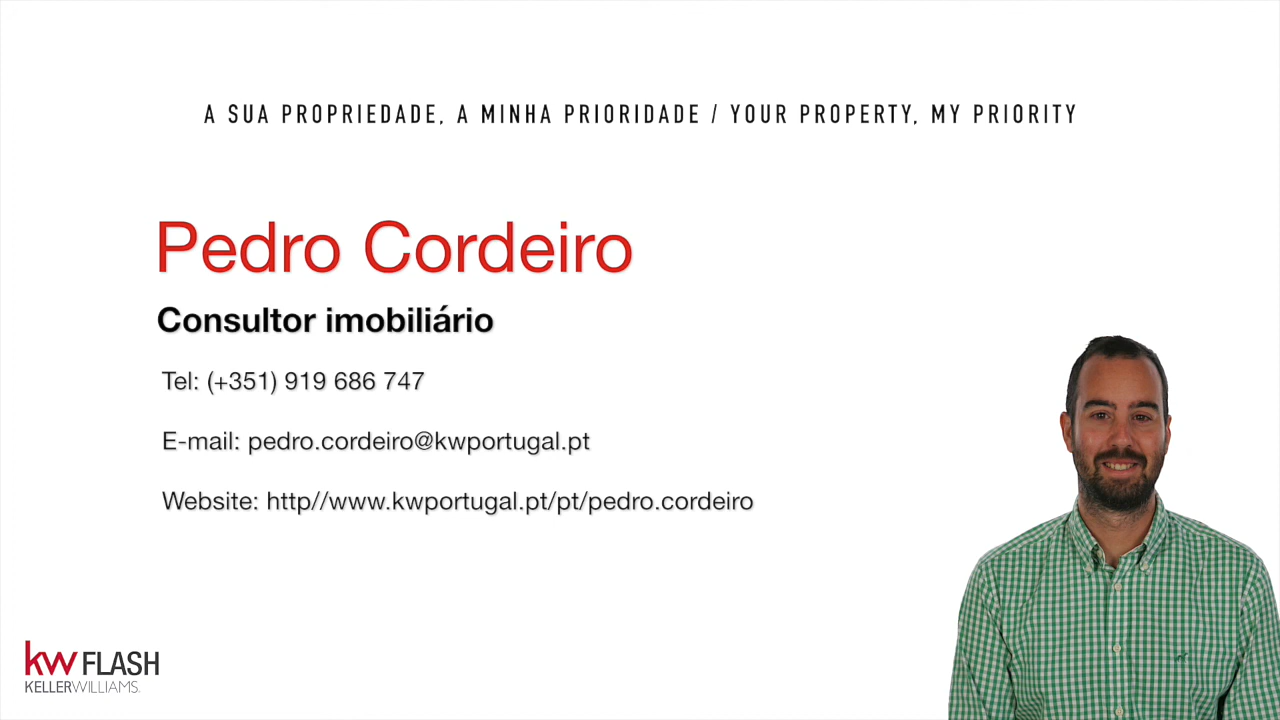 A SUA PROPRIEDADE, A MINHA PRIORIDADE / YOUR PROPERTY, MY PRIORITY
Pedro Cordeiro
Consultor imobiliário
Tel: (+351) 919 686 747
E-mail: pedro.cordeiro@kwportugal.pt
Website: http//www.kwportugal.pt/pt/pedro.cordeiro
kw FLASH
KELLERWILLIAMS.